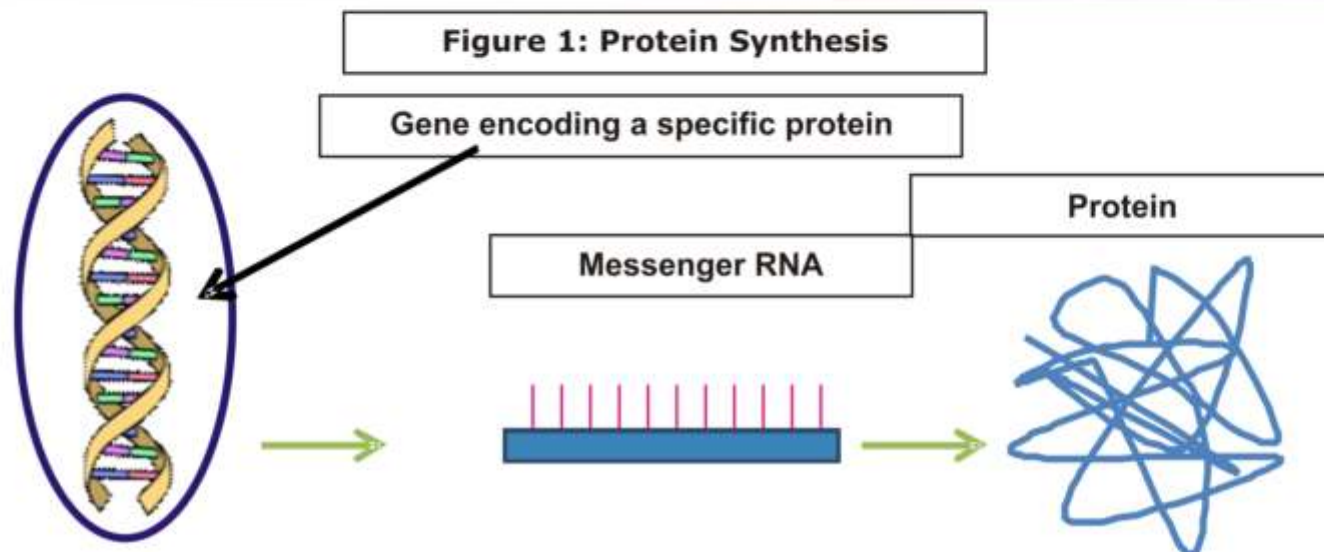 Figure 1: Protein Synthesis
Gene encoding a specific protein
Protein
Messenger RNA